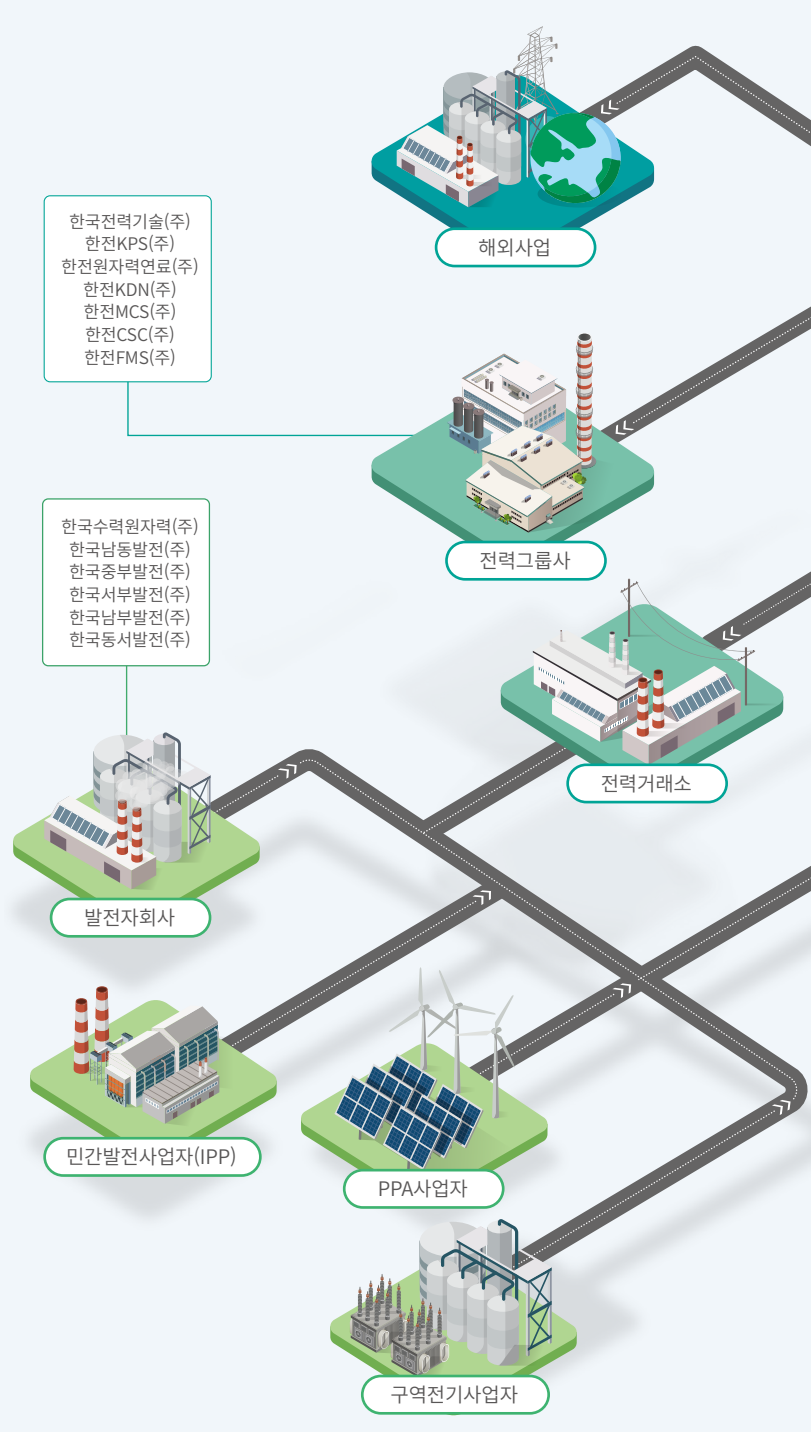 해외사업
한국전력기술(주)
한전KPS(주)
한전원자력연료(주)
한전KDN(주)
한전MCS(주)
한전CSC(주)
한전FMS(주)
전력그룹사
한국수력원자력(주)
한국남동발전(주)
한국중부발전(주)
한국서부발전(주)
한국남부발전(주)
한국동서발전(주)
전력거래소
발전자회사
민간발전사업자(IPP)
PPA사업자
구역전기사업자